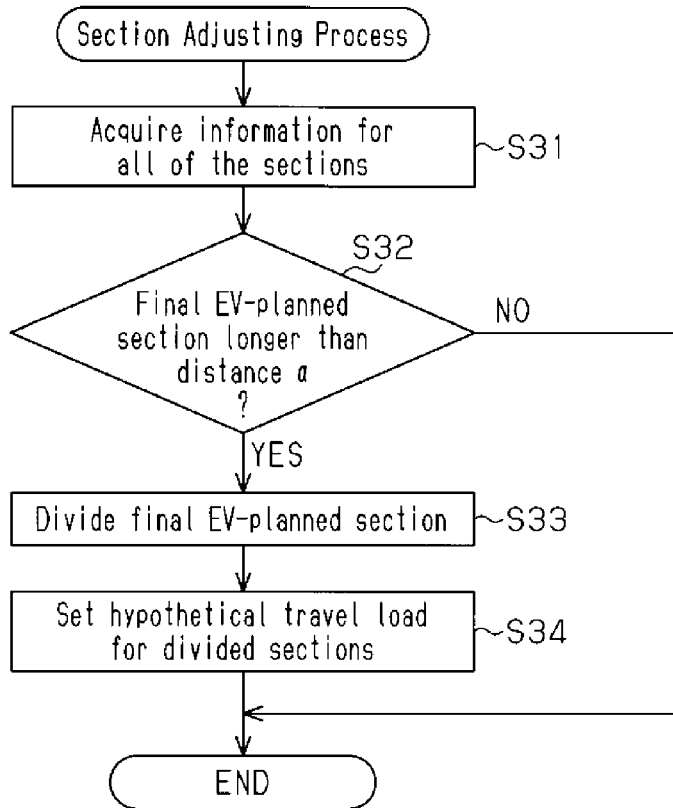 Section Adjusting Process
Acquire information for
all of the sections
S31
S32
Final EV-planned
section longer than
distance α
?
NO
YES
Divide final EV-planned section
S33
Set hypothetical travel load
for divided sections
S34
END